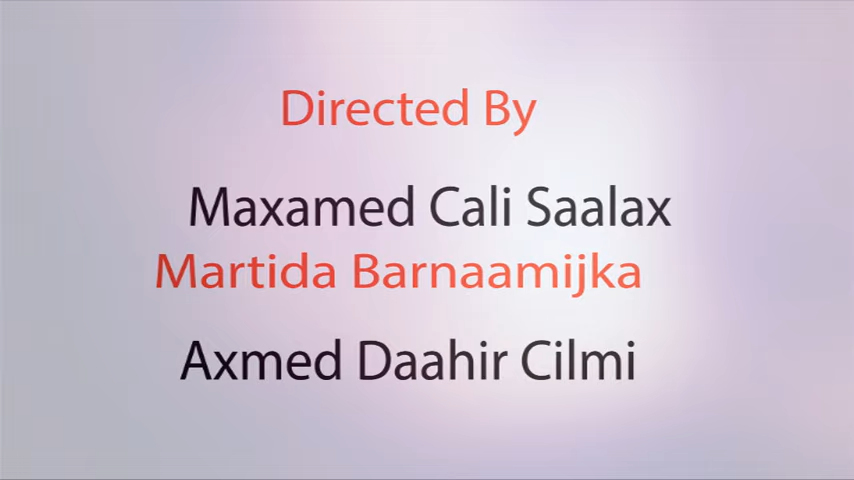 Directed By
Maxamed Cali Saalax
Martida Barnaamijka
Axmed Daahir Cilmi